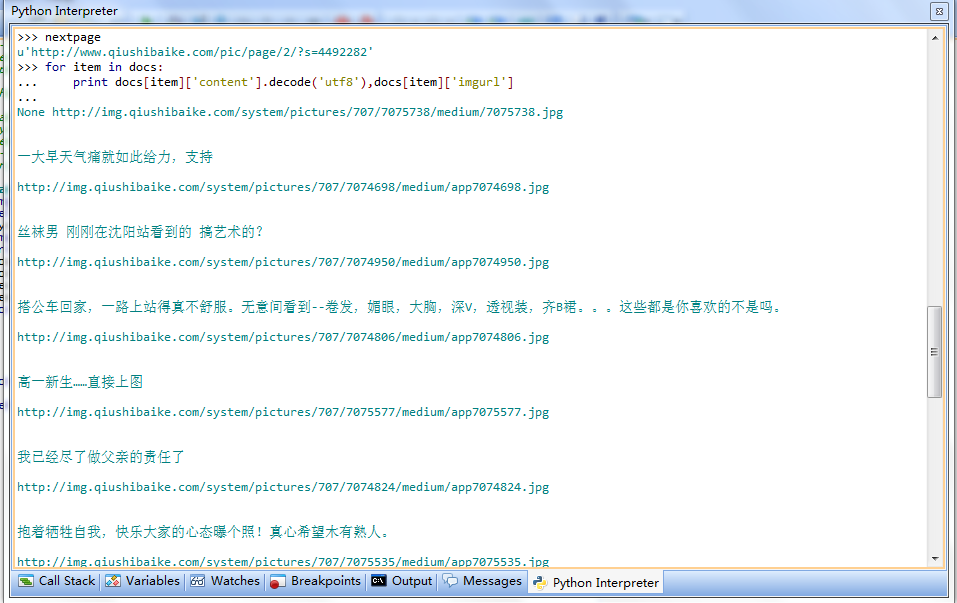 Python Interpreter
>>> nextpage
u'http://www.qiushibaike.com/pic/page/2/?s=4492282'
>>> for item in docs:
...     print docs[item]['content'].decode('utf8'),docs[item]['imgurl']
...
None http://img.qiushibaike.com/system/pictures/707/7075738/medium/7075738.jpg
一大早天气痛就如此给力，支持
http://img.qiushibaike.com/system/pictures/707/7074698/medium/app7074698.jpg
丝袜男 刚刚在沈阳站看到的 搞艺术的？
http://img.qiushibaike.com/system/pictures/707/7074950/medium/app7074950.jpg
搭公车回家，一路上站得真不舒服。无意间看到--卷发，媚眼，大胸，深V，透视装，齐B裙。。。这些都是你喜欢的不是吗。
http://img.qiushibaike.com/system/pictures/707/7074806/medium/app7074806.jpg
高一新生……直接上图
http://img.qiushibaike.com/system/pictures/707/7075577/medium/app7075577.jpg
我已经尽了做父亲的责任了
http://img.qiushibaike.com/system/pictures/707/7074824/medium/app7074824.jpg
抱着牺牲自我，快乐大家的心态曝个照！真心希望木有熟人。
http://img.qiushibaike.com/system/pictures/707/7075535/medium/app7075535.jpg
Call Stack Variables Watches Breakpoints Output Messages Python Interpreter